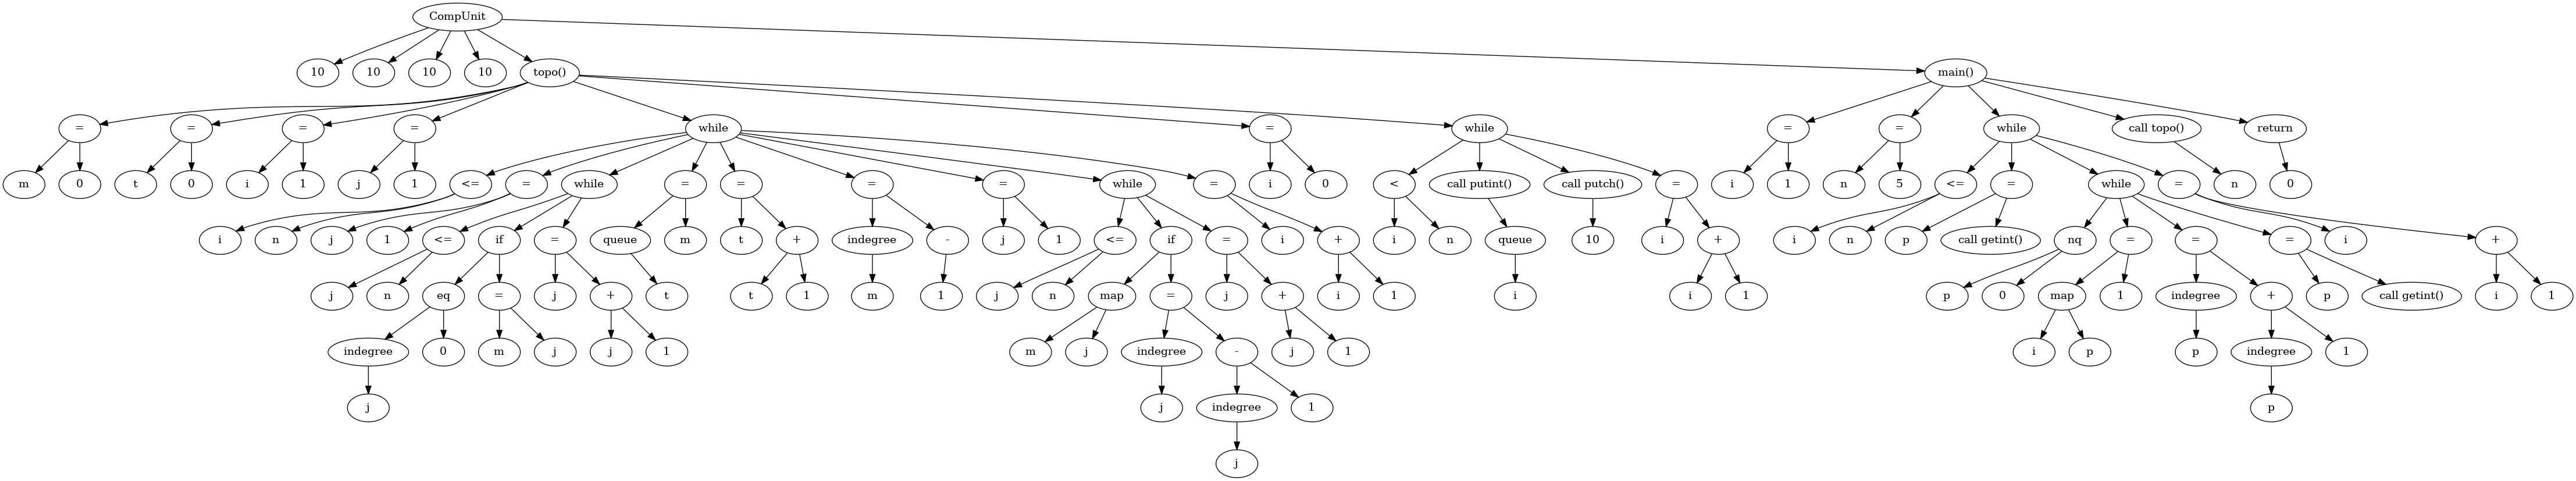 CompUnit
10 10 10 10 topo() main()
= = = = while = while = = while call topo() return
m 0 t 0 i 1 j 1 <= = while = = = = while = i 0 < call putint() call putch() = i 1 n 5 <= = while = n 0
i n j 1 <= if = queue m t + indegree - j 1 <= if = i + i n queue 10 i + i n p call getint() nq = = = i +
j n eq = j + t t 1 m 1 j n map = j + i 1 i i 1 p 0 map 1 indegree + p call getint() i 1
indegree 0 m j j 1 m j indegree - j 1 i p p indegree 1
j j indegree 1 p
j